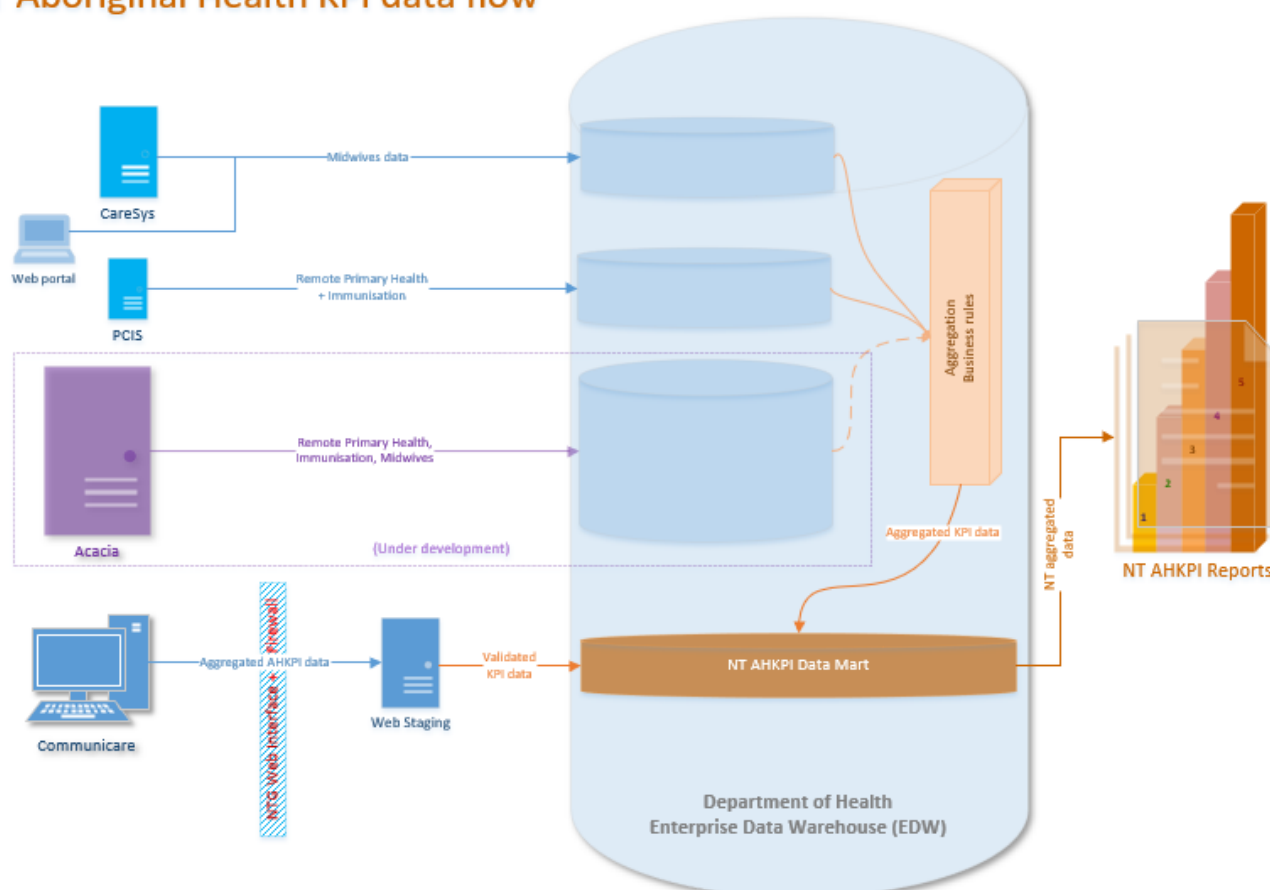 Aboriginal Health KPI data flow
CareSys
Midwives data
Web portal
Remote Primary Health
+ Immunisation
PCIS
Aggregation
Business rules
Remote Primary Health,
Immunisation, Midwives
Acacia
(Under development)
Aggregated KPI data
NT aggregated
data
1
2
3
4
5
NT AHKPI Reports
NTG Web Interface + Firewall
Aggregated AHKPI data
Validated
KPI data
NT AHKPI Data Mart
Web Staging
Communicare
Department of Health
Enterprise Data Warehouse (EDW)